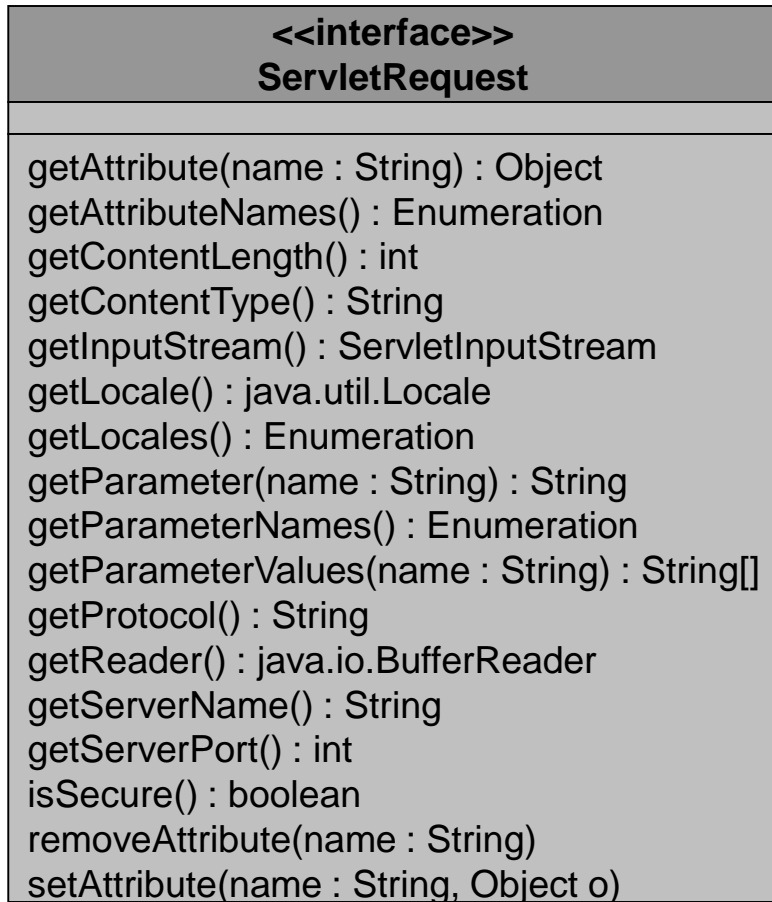 <<interface>>
ServletRequest
getAttribute(name : String) : Object
getAttributeNames() : Enumeration
getContentLength() : int
getContentType() : String
getInputStream() : ServletInputStream
getLocale() : java.util.Locale
getLocales() : Enumeration
getParameter(name : String) : String
getParameterNames() : Enumeration
getParameterValues(name : String) : String[]
getProtocol() : String
getReader() : java.io.BufferReader
getServerName() : String
getServerPort() : int
isSecure() : boolean
removeAttribute(name : String)
setAttribute(name : String, Object o)